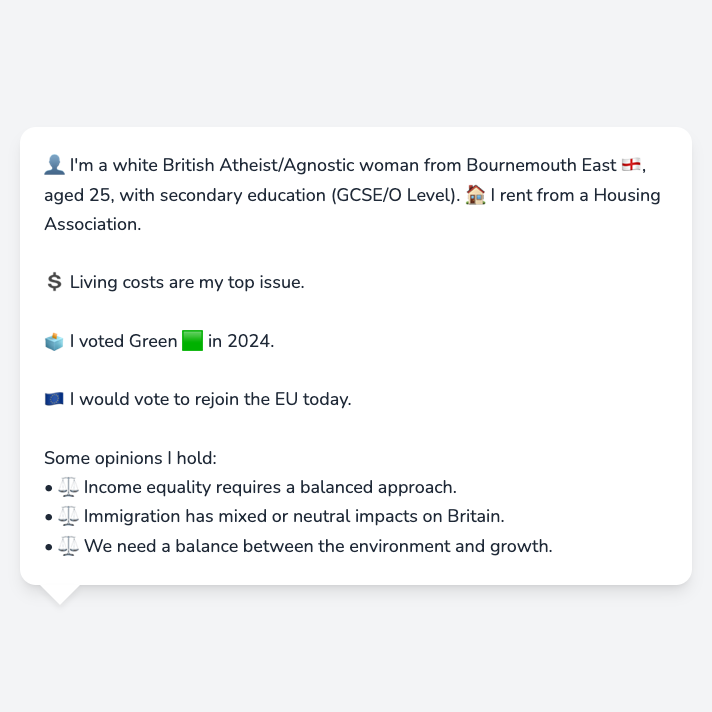 👤 I'm a white British Atheist/Agnostic woman from Bournemouth East 🏴󠁧󠁢󠁥󠁮󠁧󠁿,
aged 25, with secondary education (GCSE/O Level). 🏠 I rent from a Housing
Association.
💲 Living costs are my top issue.
🗳️ I voted Green 🟩 in 2024.
🇪🇺 I would vote to rejoin the EU today.
Some opinions I hold:
• ⚖️ Income equality requires a balanced approach.
• ⚖️ Immigration has mixed or neutral impacts on Britain.
• ⚖️ We need a balance between the environment and growth.